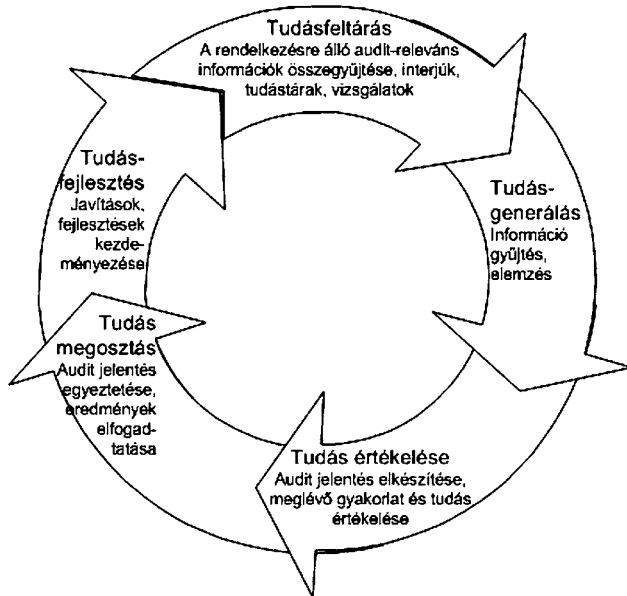 Tudásfeltárás
A rendelkezésre álló audit-releváns
információk összegyűjtése, interjúk,
tudástárak, vizsgálatok
Tudás-
generálás
Információ
gyűjtés,
elemzés
Tudás értékelése
Audit jelentés elkészítése,
meglévő gyakorlat és tudás
értékelése
Tudás
megosztás
Audit jelentés
egyeztetése,
eredmények
elfogad-
tatása
Tudás-
fejlesztés
Javítások,
fejlesztések
kezde-
ményezése